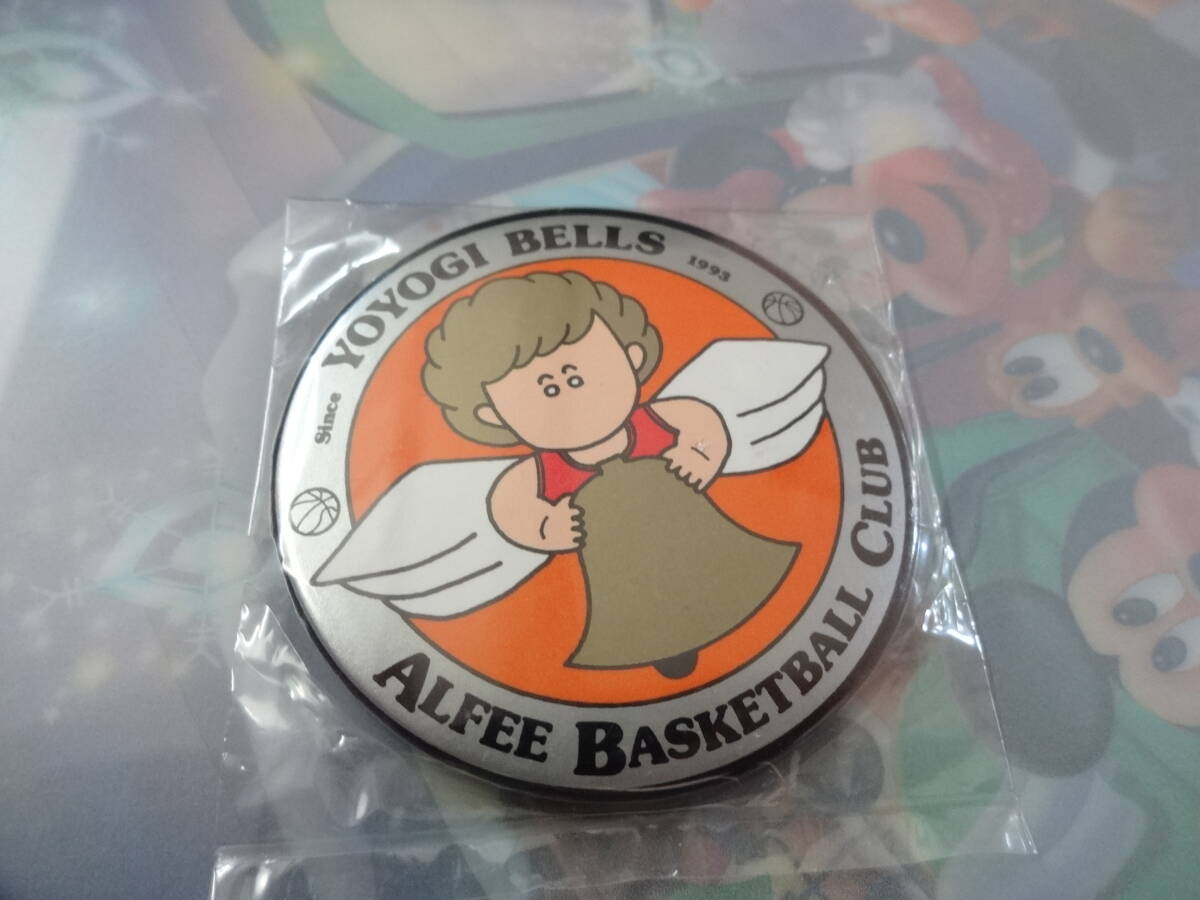 Since YOYOGI BELLS 1993
ALFEE BASKETBALL CLUB